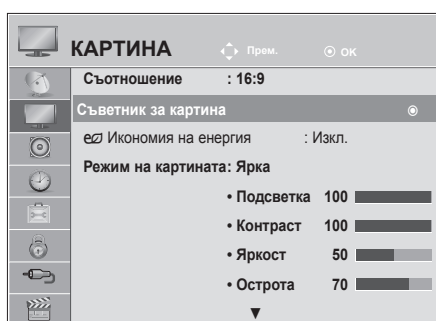 КАРТИНА Прем. OK
Съотношение : 16:9
Съветник за картина
Икономия на енергия : Изкл.
Режим на картината: Ярка
• Подсветка 100
• Контраст 100
• Яркост 50
• Острота 70